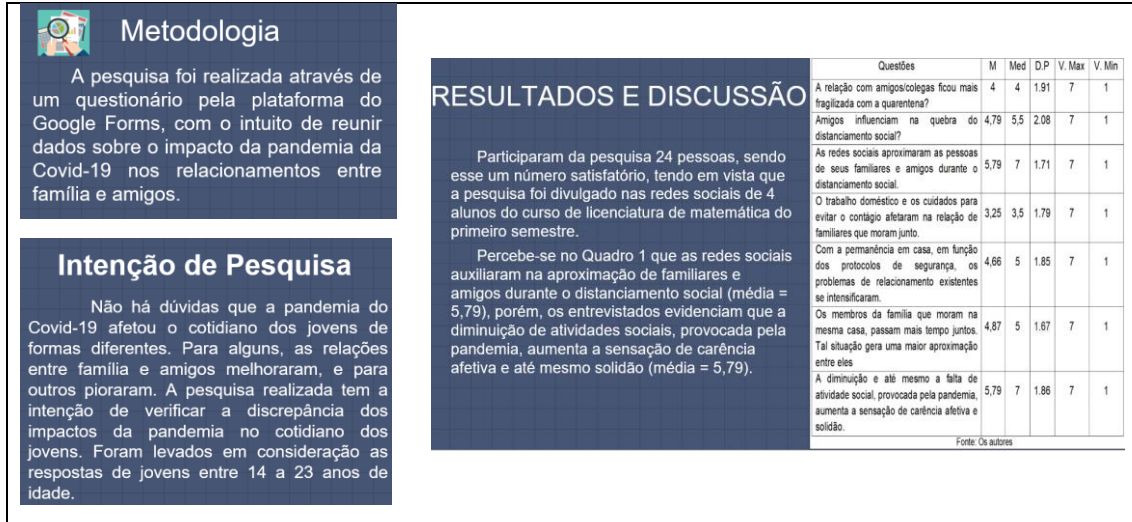 Metodologia
A pesquisa foi realizada através de
um questionário pela plataforma do
Google Forms, com o intuito de reunir
dados sobre o impacto da pandemia da
Covid-19 nos relacionamentos entre
família e amigos.
Intenção de Pesquisa
Não há dúvidas que a pandemia do
Covid-19 afetou o cotidiano dos jovens de
formas diferentes. Para alguns, as relações
entre família e amigos melhoraram, e para
outros pioraram. A pesquisa realizada tem a
intenção de verificar a discrepância dos
impactos da pandemia no cotidiano dos
jovens. Foram levados em consideração as
respostas de jovens entre 14 a 23 anos de
idade.
RESULTADOS E DISCUSSÃO
Participaram da pesquisa 24 pessoas, sendo
esse um número satisfatório, tendo em vista que
a pesquisa foi divulgado nas redes sociais de 4
alunos do curso de licenciatura de matemática do
primeiro semestre.
Percebe-se no Quadro 1 que as redes sociais
auxiliaram na aproximação de familiares e
amigos durante o distanciamento social (média =
5,79), porém, os entrevistados evidenciam que a
diminuição de atividades sociais, provocada pela
pandemia, aumenta a sensação de carência
afetiva e até mesmo solidão (média = 5,79).
Questões M Med D.P V. Max V. Min
A relação com amigos/colegas ficou mais 4 4 1.91 7 1
fragilizada com a quarentena?
Amigos influenciam na quebra do 4,79 5,5 2.08 7 1
distanciamento social?
As redes sociais aproximaram as pessoas
de seus familiares e amigos durante o 5,79 7 1.71 7 1
distanciamento social.
O trabalho doméstico e os cuidados para
evitar o contágio afetaram na relação de 3,25 3,5 1.79 7 1
familiares que moram junto.
Com a permanência em casa, em função
dos protocolos de segurança, os 4,66 5 1.85 7 1
problemas de relacionamento existentes
se intensificaram.
Os membros da família que moram na
mesma casa, passam mais tempo juntos. 4,87 5 1.67 7 1
Tal situação gera uma maior aproximação
entre eles
A diminuição e até mesmo a falta de
atividade social, provocada pela pandemia, 5,79 7 1.86 7 1
aumenta a sensação de carência afetiva e
solidão.
Fonte: Os autores